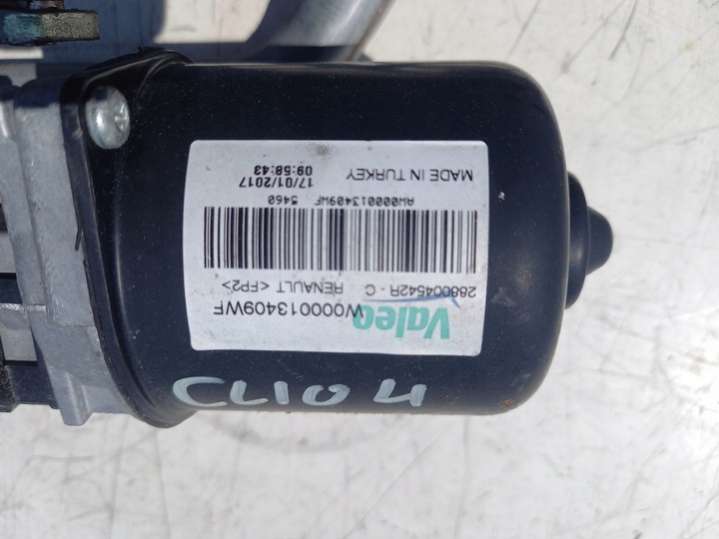 Valeo
W000013409WF
288004542R - C RENAULT <FP2>
AW000013409WF 5460
MADE IN TURKEY
17/01/2017
09:58:43
CLIO 4